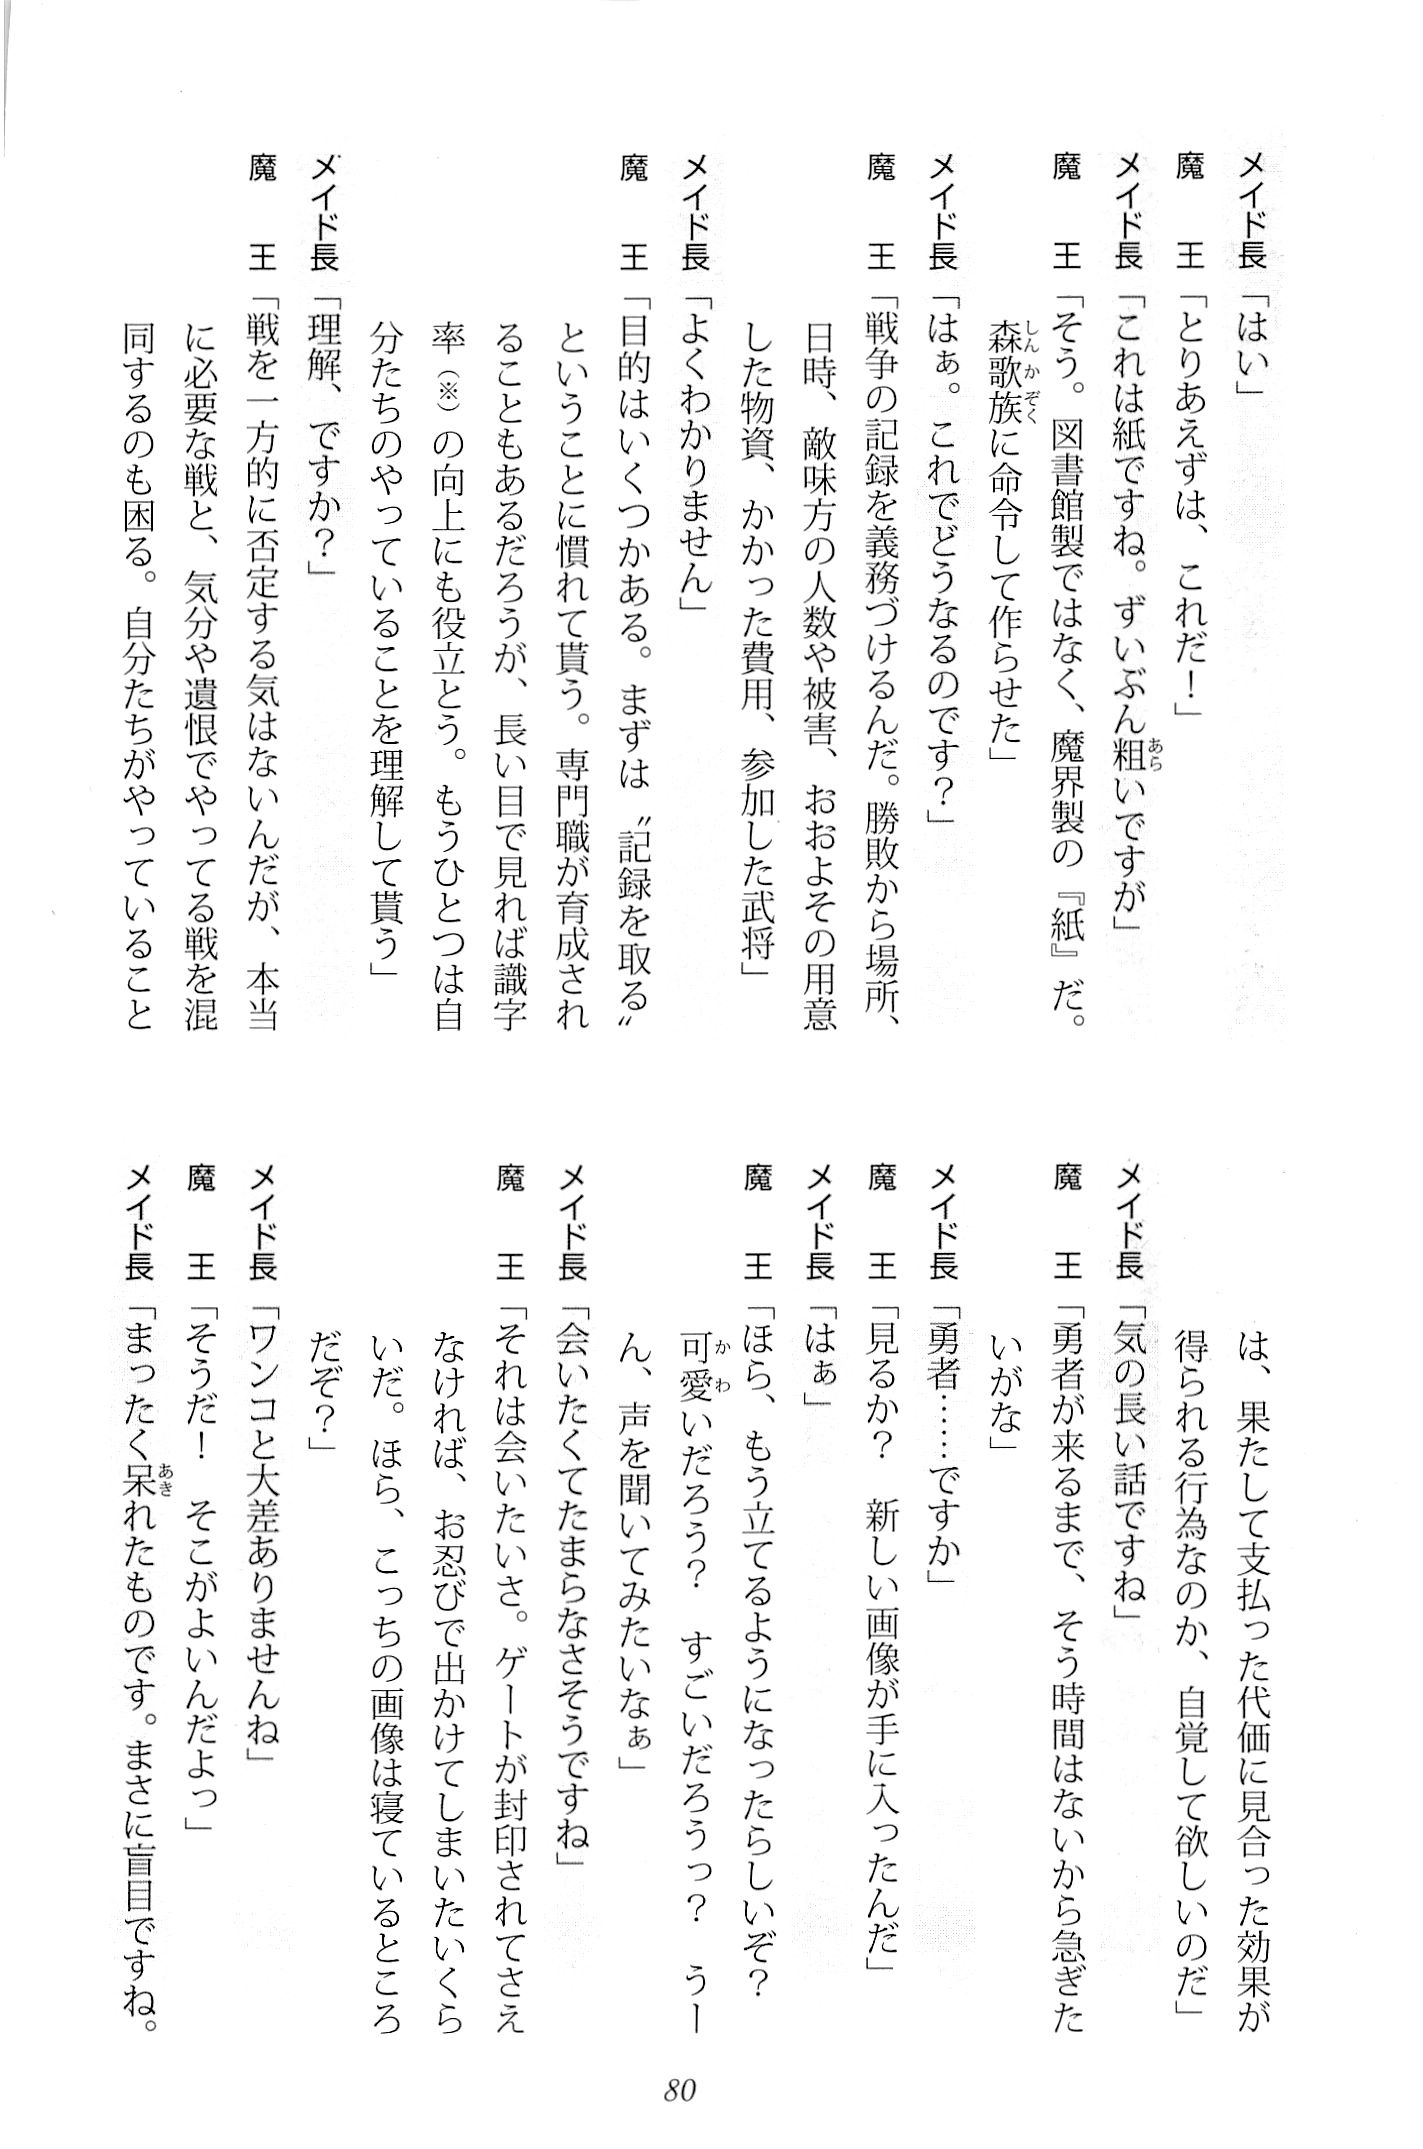 メイド長「はい」
魔　王「とりあえずは、これだ！」
メイド長「これは紙ですね。ずいぶん粗いですが」
魔　王「そう。図書館製ではなく、魔界製の『紙』だ。
森歌族に命令して作らせた」
メイド長「はぁ。これでどうなるのです？」
魔　王「戦争の記録を義務づけるんだ。勝敗から場所、
日時、敵味方の人数や被害、おおよその用意
した物資、かかった費用、参加した武将」
メイド長「よくわかりません」
魔　王「目的はいくつかある。まずは〝記録を取る〟
ということに慣れて貰う。専門職が育成され
ることもあるだろうが、長い目で見れば識字
率（※）の向上にも役立とう。もうひとつは自
分たちのやっていることを理解して貰う」
メイド長「理解、ですか？」
魔　王「戦を一方的に否定する気はないんだが、本当
に必要な戦と、気分や遺恨でやってる戦を混
同するのも困る。自分たちがやっていること
は、果たして支払った代価に見合った効果が
得られる行為なのか、自覚して欲しいのだ」
メイド長「気の長い話ですね」
魔　王「勇者が来るまで、そう時間はないから急ぎた
いがな」
メイド長「勇者……ですか」
魔　王「見るか？　新しい画像が手に入ったんだ」
メイド長「はぁ」
魔　王「ほら、もう立てるようになったらしいぞ？
可愛いだろう？　すごいだろうっ？　うー
ん、声を聞いてみたいなぁ」
メイド長「会いたくてたまらなさそうですね」
魔　王「それは会いたいさ。ゲートが封印されてさえ
なければ、お忍びで出かけてしまいたいくら
いだ。ほら、こっちの画像は寝ているところ
だぞ？」
メイド長「ワンコと大差ありませんね」
魔　王「そうだ！　そこがよいんだよっ」
メイド長「まったく呆れたものです。まさに盲目ですね。
80